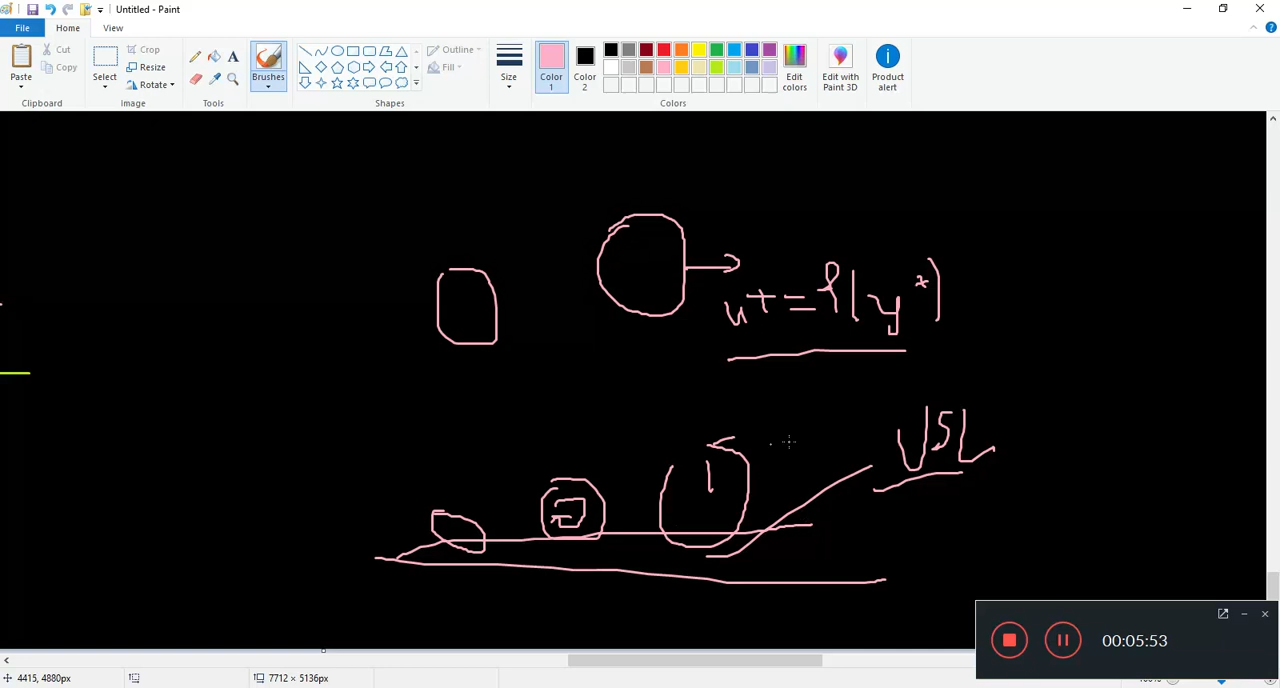 Untitled - Paint
File Home View
Paste
Cut
Copy
Clipboard
Select
Crop
Resize
Rotate
Image
Tools
Brushes
Shapes
Outline
Fill
Size
Color 1
Color 2
Colors
Edit colors
Edit with Paint 3D
Product alert
USL
00:05:53
4415, 4880px
7712 × 5136px